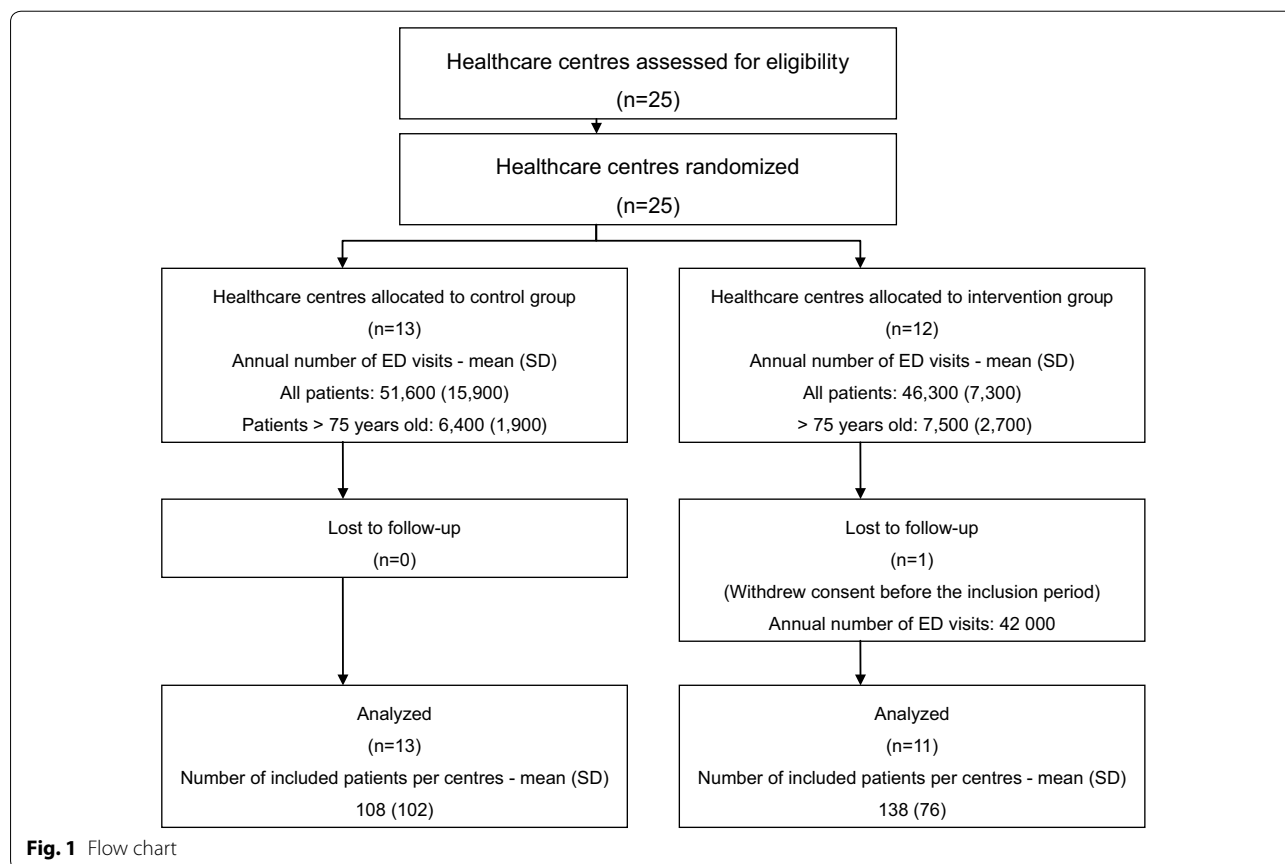 Healthcare centres assessed for eligibility
(n=25)
Healthcare centres randomized
(n=25)
Healthcare centres allocated to control group
(n=13)
Annual number of ED visits - mean (SD)
All patients: 51,600 (15,900)
Patients > 75 years old: 6,400 (1,900)
Healthcare centres allocated to intervention group
(n=12)
Annual number of ED visits - mean (SD)
All patients: 46,300 (7,300)
> 75 years old: 7,500 (2,700)
Lost to follow-up
(n=0)
Lost to follow-up
(n=1)
(Withdrew consent before the inclusion period)
Annual number of ED visits: 42 000
Analyzed
(n=13)
Number of included patients per centres - mean (SD)
108 (102)
Analyzed
(n=11)
Number of included patients per centres - mean (SD)
138 (76)
Fig. 1 Flow chart